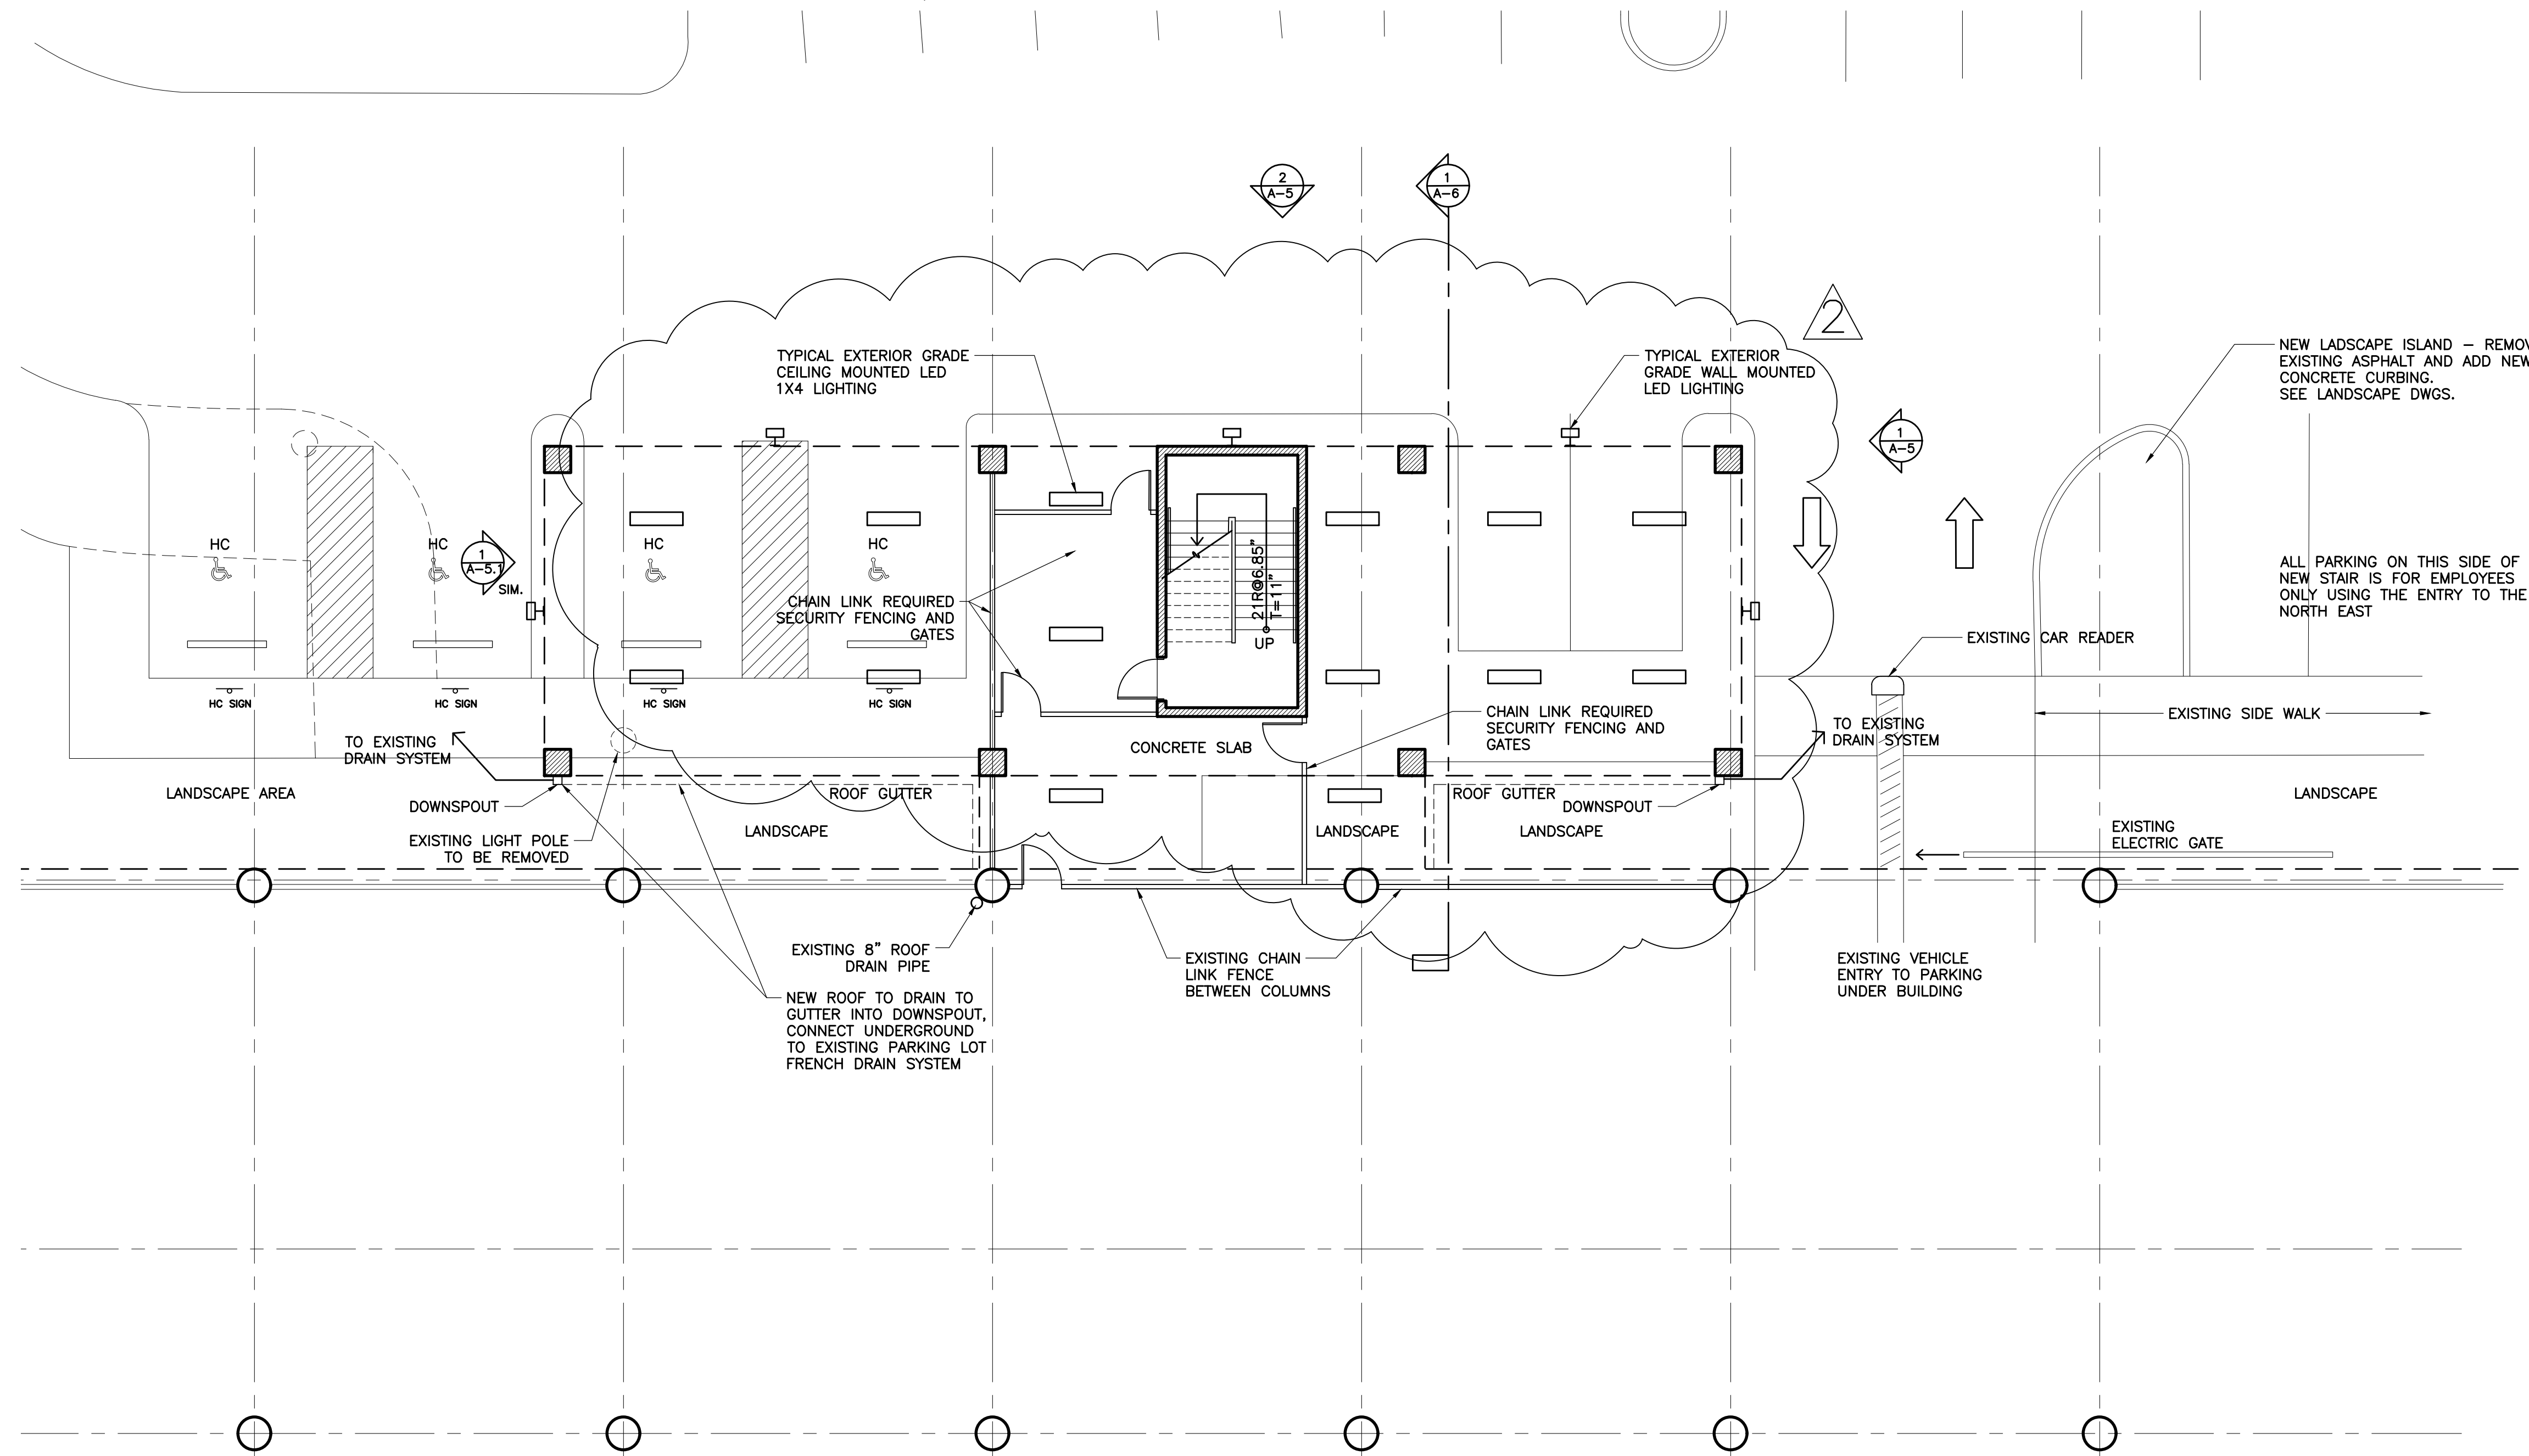 2
A-5
1
A-6
2
TYPICAL EXTERIOR GRADE
CEILING MOUNTED LED
1X4 LIGHTING
TYPICAL EXTERIOR
GRADE WALL MOUNTED
LED LIGHTING
NEW LADSCAPE ISLAND – REMOV
EXISTING ASPHALT AND ADD NEW
CONCRETE CURBING.
SEE LANDSCAPE DWGS.
1
A-5
HC
HC
1
A-5.1
SIM.
HC
HC
CHAIN LINK REQUIRED
SECURITY FENCING AND
GATES
21R@6.85"
T=11"
UP
ALL PARKING ON THIS SIDE OF
NEW STAIR IS FOR EMPLOYEES
ONLY USING THE ENTRY TO THE
NORTH EAST
EXISTING CAR READER
HC SIGN
HC SIGN
HC SIGN
HC SIGN
CHAIN LINK REQUIRED
SECURITY FENCING AND
GATES
EXISTING SIDE WALK
TO EXISTING
DRAIN SYSTEM
CONCRETE SLAB
TO EXISTING
DRAIN SYSTEM
LANDSCAPE AREA
DOWNSPOUT
ROOF GUTTER
ROOF GUTTER
DOWNSPOUT
LANDSCAPE
EXISTING LIGHT POLE
TO BE REMOVED
LANDSCAPE
LANDSCAPE
LANDSCAPE
EXISTING
ELECTRIC GATE
EXISTING 8" ROOF
DRAIN PIPE
EXISTING CHAIN
LINK FENCE
BETWEEN COLUMNS
EXISTING VEHICLE
ENTRY TO PARKING
UNDER BUILDING
NEW ROOF TO DRAIN TO
GUTTER INTO DOWNSPOUT,
CONNECT UNDERGROUND
TO EXISTING PARKING LOT
FRENCH DRAIN SYSTEM